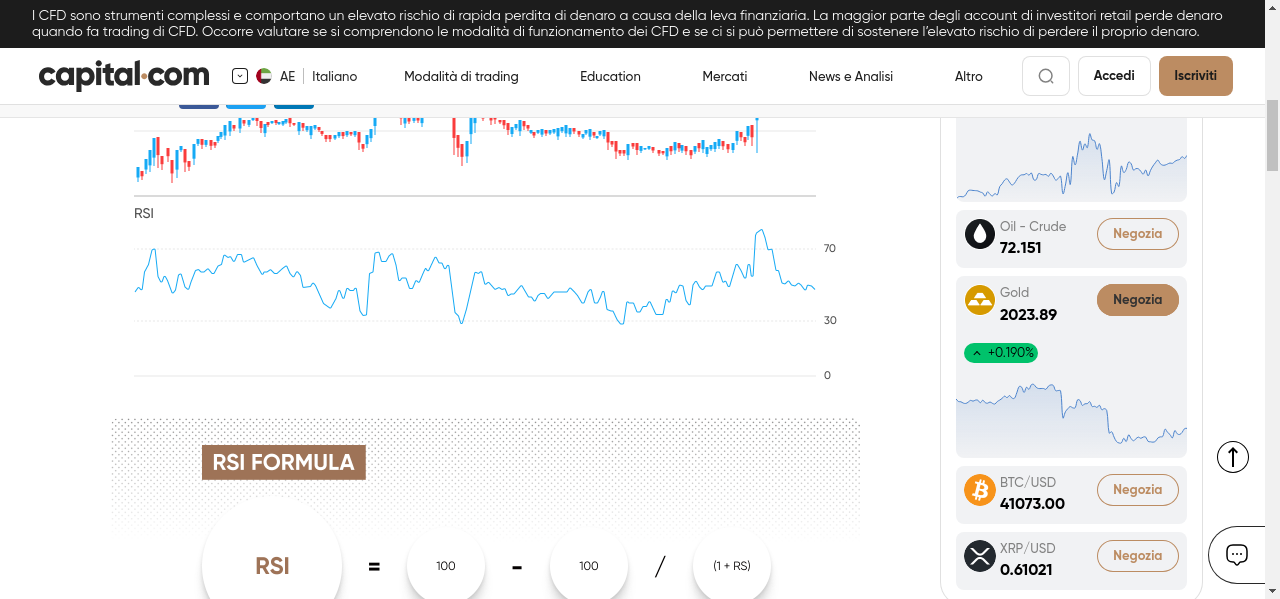 I CFD sono strumenti complessi e comportano un elevato rischio di rapida perdita di denaro a causa della leva finanziaria. La maggior parte degli account di investitori retail perde denaro
quando fa trading di CFD. Occorre valutare se si comprendono le modalità di funzionamento dei CFD e se ci si può permettere di sostenere l'elevato rischio di perdere il proprio denaro.
capital.com AE Italiano Modalità di trading Education Mercati News e Analisi Altro Accedi Iscriviti
RSI
70
30
0
RSI FORMULA
RSI = 100 - 100 / (1 + RS)
Oil - Crude
72.151
Negozia
Gold
2023.89
Negozia
+0.190%
BTC/USD
41073.00
Negozia
XRP/USD
0.61021
Negozia